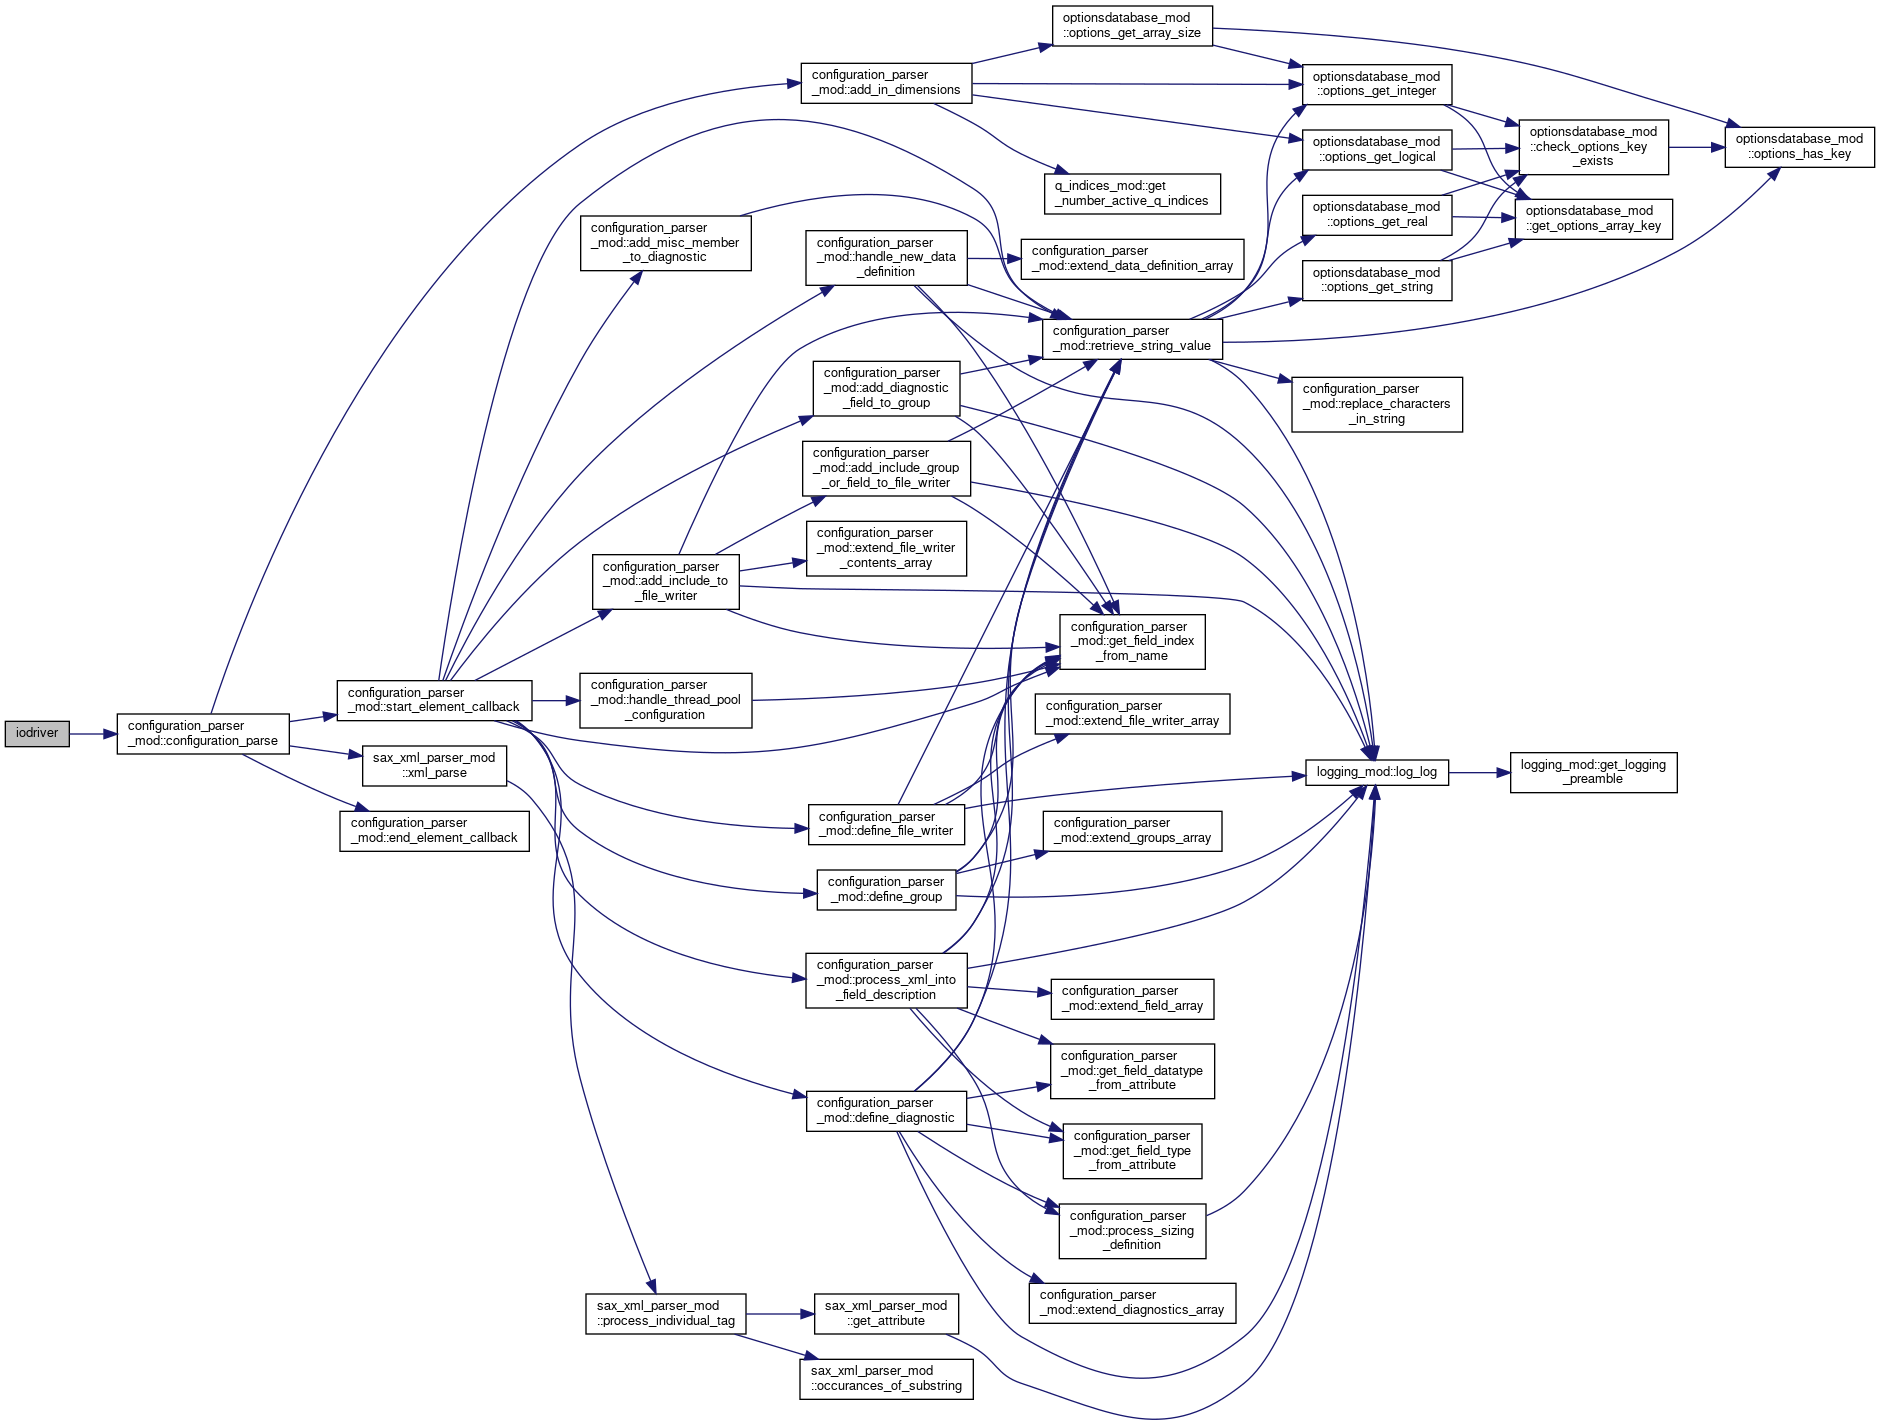 iodriver
configuration_parser
_mod::configuration_parse
configuration_parser
_mod::start_element_callback
sax_xml_parser_mod
::xml_parse
configuration_parser
_mod::end_element_callback
configuration_parser
_mod::add_misc_member
_to_diagnostic
configuration_parser
_mod::add_include_to
_file_writer
configuration_parser
_mod::handle_thread_pool
_configuration
sax_xml_parser_mod
::process_individual_tag
configuration_parser
_mod::add_in_dimensions
configuration_parser
_mod::handle_new_data
_definition
configuration_parser
_mod::add_diagnostic
_field_to_group
configuration_parser
_mod::add_include_group
_or_field_to_file_writer
configuration_parser
_mod::extend_file_writer
_contents_array
configuration_parser
_mod::define_file_writer
configuration_parser
_mod::define_group
configuration_parser
_mod::process_xml_into
_field_description
configuration_parser
_mod::define_diagnostic
sax_xml_parser_mod
::get_attribute
sax_xml_parser_mod
::occurances_of_substring
optionsdatabase_mod
::options_get_array_size
q_indices_mod::get
_number_active_q_indices
configuration_parser
_mod::extend_data_definition_array
configuration_parser
_mod::retrieve_string_value
configuration_parser
_mod::get_field_index
_from_name
configuration_parser
_mod::extend_file_writer_array
configuration_parser
_mod::extend_groups_array
configuration_parser
_mod::extend_field_array
configuration_parser
_mod::get_field_datatype
_from_attribute
configuration_parser
_mod::get_field_type
_from_attribute
configuration_parser
_mod::process_sizing
_definition
configuration_parser
_mod::extend_diagnostics_array
optionsdatabase_mod
::options_get_integer
optionsdatabase_mod
::options_get_logical
optionsdatabase_mod
::options_get_real
optionsdatabase_mod
::options_get_string
configuration_parser
_mod::replace_characters
_in_string
logging_mod::log_log
optionsdatabase_mod
::check_options_key
_exists
optionsdatabase_mod
::get_options_array_key
logging_mod::get_logging
_preamble
optionsdatabase_mod
::options_has_key